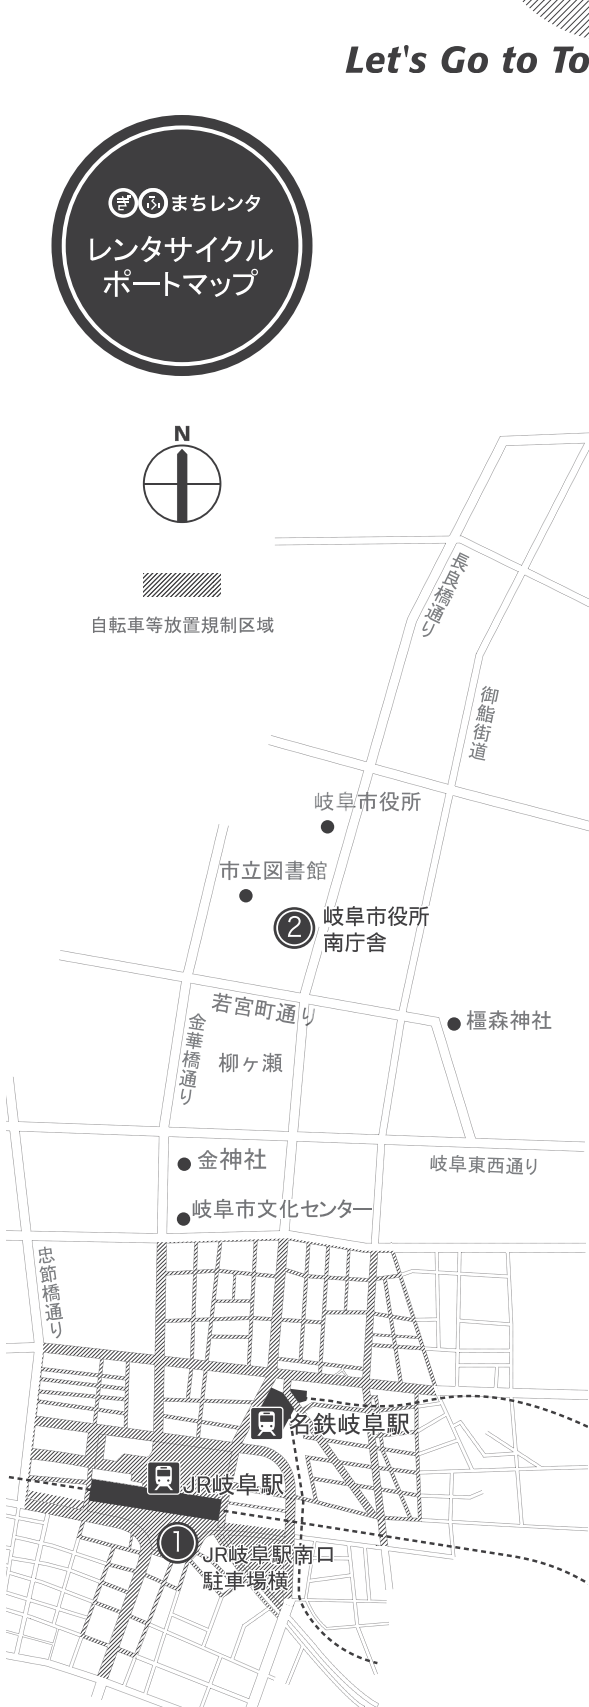 Let's Go to To
ぎふまちレンタ
レンタサイクル
ポートマップ
N
自転車等放置規制区域
長良橋通り
御鮨街道
岐阜市役所
市立図書館
2 岐阜市役所
南庁舎
若宮町通り
橿森神社
金華橋通り
柳ヶ瀬
金神社
岐阜東西通り
岐阜市文化センター
忠節橋通り
名鉄岐阜駅
JR岐阜駅
1
JR岐阜駅南口
駐車場横